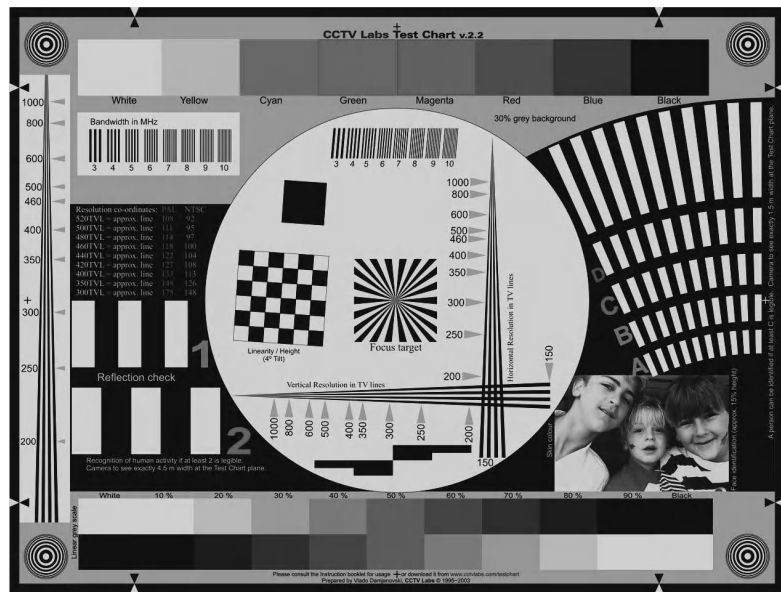 CCTV Labs Test Chart v.2.2
White Yellow Cyan Green Magenta Red Blue Black
Bandwidth in MHz
3 4 5 6 7 8 9 10
30% grey background
3 4 5 6 7 8 9 10
1000
800
600
500
460
400
350
300
250
200
Resolution co-ordinates: PAL NTSC
520TVL = approx. line 109 92
500TVL = approx. line 111 95
480TVL = approx. line 114 97
460TVL = approx. line 118 100
440TVL = approx. line 122 104
420TVL = approx. line 127 108
400TVL = approx. line 133 113
350TVL = approx. line 148 126
300TVL = approx. line 175 148
1
Reflection check
2
Recognition of human activity if at least 2 is legible.
Camera to see exactly 4.5 m width at the Test Chart plane.
Linearity / Height
(4º Tilt)
Focus target
1000
800
600
500
460
400
350
300
250
200
150
Horizontal Resolution in TV lines
150
Vertical Resolution in TV lines
1000
800
600
500
400
350
300
250
200
D
C
B
A
A person can be identified if at least C is legible. Camera to see exactly 1.5 m width at the Test Chart plane.
Skin colour
Face identification (approx. 15% height)
White 10 % 20 % 30 % 40 % 50 % 60 % 70 % 80 % 90 % Black
Linear grey scale
Please consult the instruction booklet for usage or download it from www.cctvlabs.com/testchart
Prepared by Vlado Damjanovski, CCTV Labs © 1995-2003